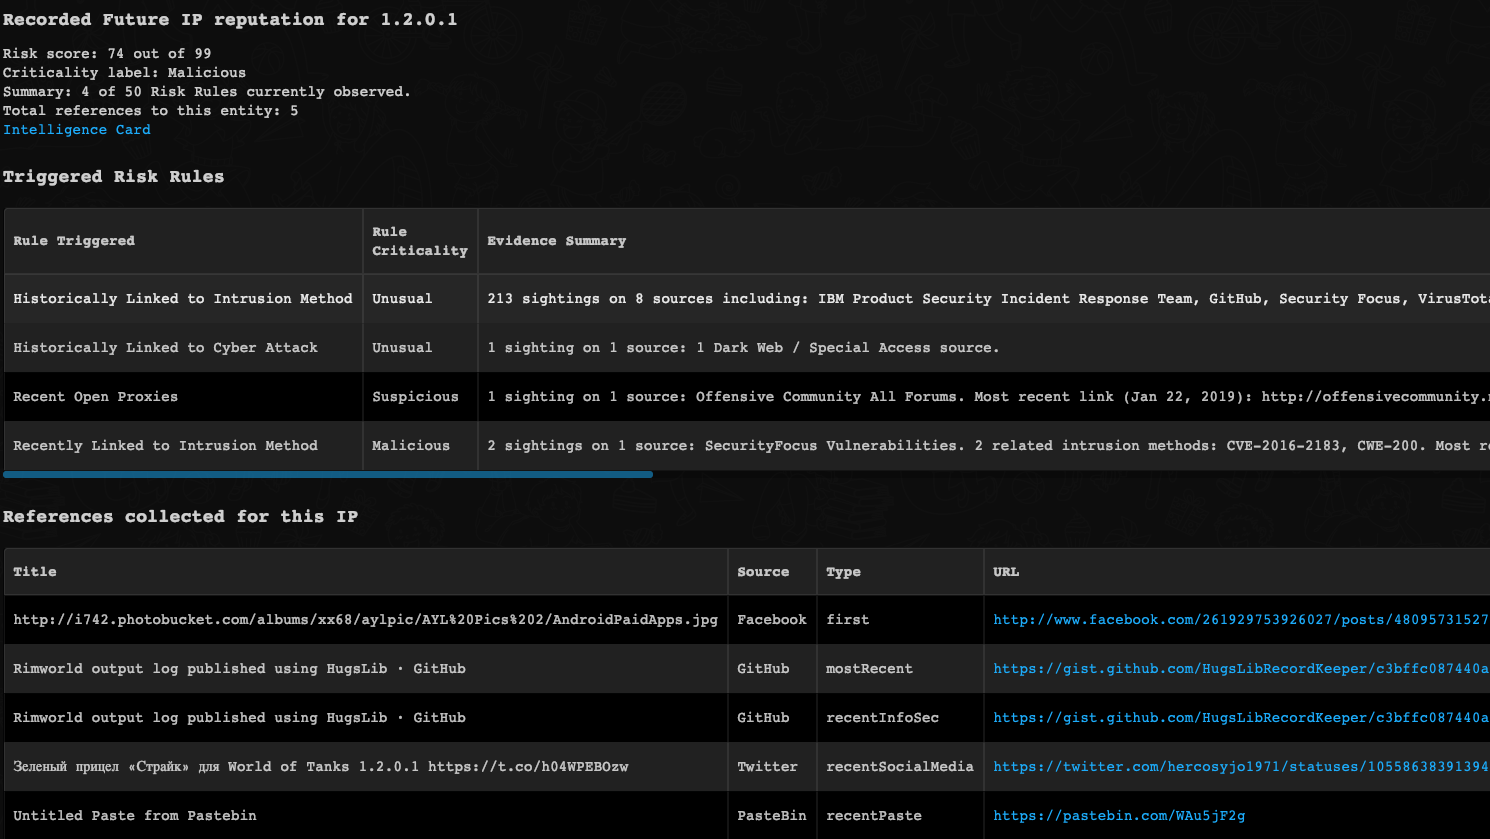 Recorded Future IP reputation for 1.2.0.1
Risk score: 74 out of 99
Criticality label: Malicious
Summary: 4 of 50 Risk Rules currently observed.
Total references to this entity: 5
Intelligence Card
Triggered Risk Rules
Rule Triggered Rule Criticality Evidence Summary
Historically Linked to Intrusion Method Unusual 213 sightings on 8 sources including: IBM Product Security Incident Response Team, GitHub, Security Focus,
Historically Linked to Cyber Attack Unusual 1 sighting on 1 source: 1 Dark Web / Special Access source.
Recent Open Proxies Suspicious 1 sighting on 1 source: Offensive Community All Forums. Most recent link (Jan 22, 2019): http://offensivecommunity.
Recently Linked to Intrusion Method Malicious 2 sightings on 1 source: SecurityFocus Vulnerabilities. 2 related intrusion methods: CVE-2016-2183, CWE-200. Most
References collected for this IP
Title Source Type URL
http://i742.photobucket.com/albums/xx68/aylpic/AYL%20Pics%202/AndroidPaidApps.jpg Facebook first http://www.facebook.com/261929753926027/posts/48095731527
Rimworld output log published using HugsLib · GitHub GitHub mostRecent https://gist.github.com/HugsLibRecordKeeper/c3bffc087440a
Rimworld output log published using HugsLib · GitHub GitHub recentInfoSec https://gist.github.com/HugsLibRecordKeeper/c3bffc087440a
Зеленый прицел «Страйк» для World of Tanks 1.2.0.1 https://t.co/h04WPEBOzw Twitter recentSocialMedia https://twitter.com/hercosyjo1971/statuses/10558638391394
Untitled Paste from Pastebin PasteBin recentPaste https://pastebin.com/WAu5jF2g